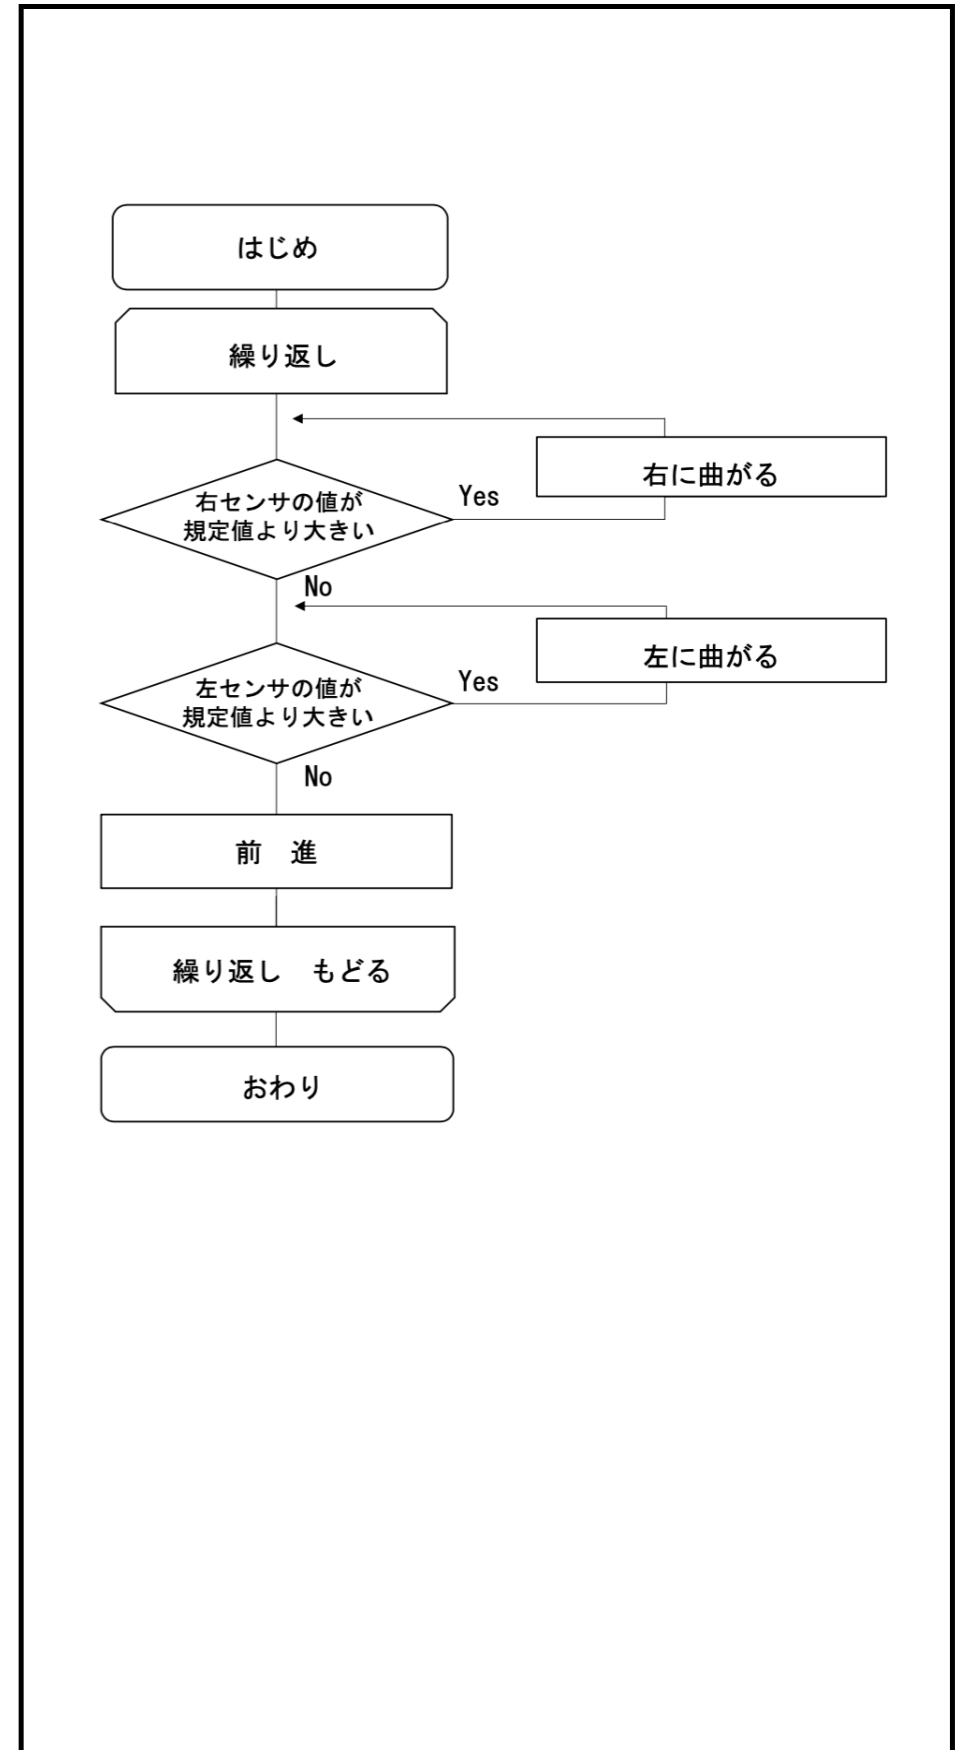 はじめ
繰り返し
右に曲がる
右センサの値が
規定値より大きい
Yes
No
左に曲がる
左センサの値が
規定値より大きい
Yes
No
前　進
繰り返し　もどる
おわり